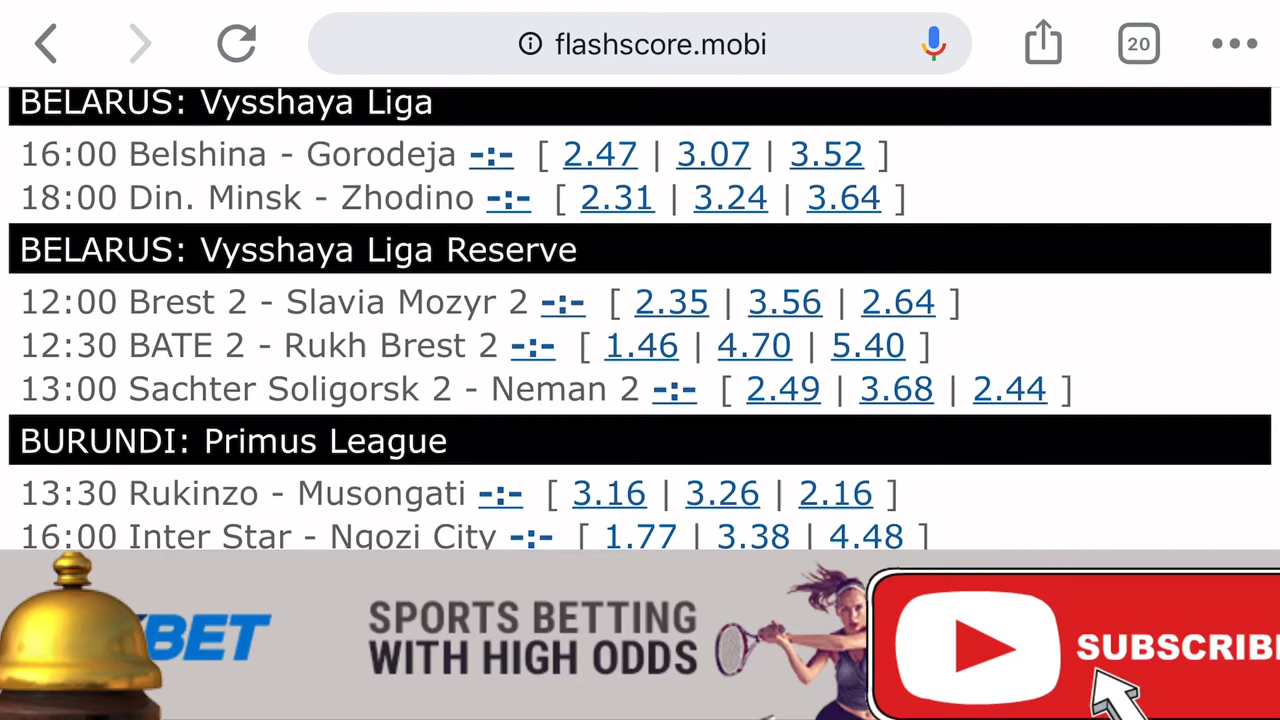 flashscore.mobi
20
BELARUS: Vysshaya Liga
16:00 Belshina - Gorodeja -:- [ 2.47 | 3.07 | 3.52 ]
18:00 Din. Minsk - Zhodino -:- [ 2.31 | 3.24 | 3.64 ]
BELARUS: Vysshaya Liga Reserve
12:00 Brest 2 - Slavia Mozyr 2 -:- [ 2.35 | 3.56 | 2.64 ]
12:30 BATE 2 - Rukh Brest 2 -:- [ 1.46 | 4.70 | 5.40 ]
13:00 Sachter Soligorsk 2 - Neman 2 -:- [ 2.49 | 3.68 | 2.44 ]
BURUNDI: Primus League
13:30 Rukinzo - Musongati -:- [ 3.16 | 3.26 | 2.16 ]
16:00 Inter Star - Ngozi City -:- [ 1.77 | 3.38 | 4.48 ]
BET
SPORTS BETTING
WITH HIGH ODDS
SUBSCRIBE